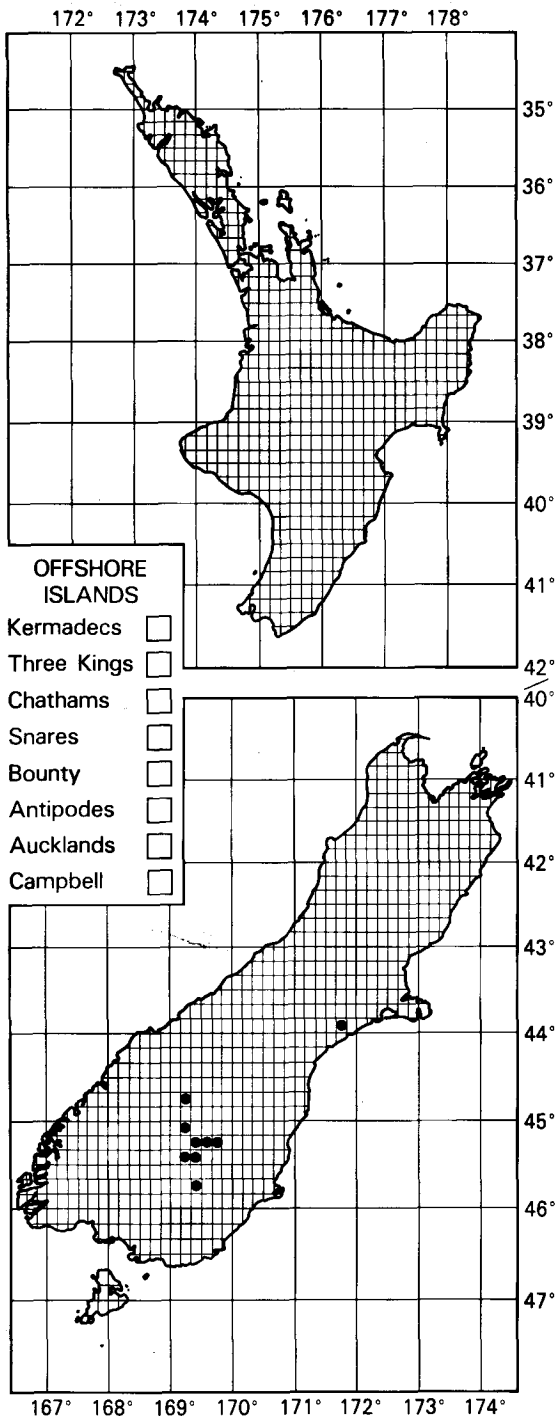 172° 173° 174° 175° 176° 177° 178°
35°
36°
37°
38°
39°
40°
41°
42°
OFFSHORE
ISLANDS
Kermadecs
Three Kings
Chathams
Snares
Bounty
Antipodes
Aucklands
Campbell
40°
41°
42°
43°
44°
45°
46°
47°
167° 168° 169° 170° 171° 172° 173° 174°